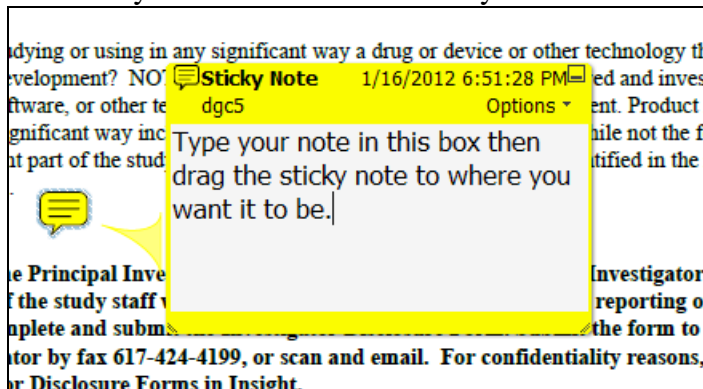 udying or using in any significant way a drug or device or other technology th
evelopment? NO
Sticky Note 1/16/2012 6:51:28 PM
ed and inves
ftware, or other te
dgc5 Options
ent. Product
gnificant way inc
hile not the f
nt part of the stud
tified in the
Type your note in this box then
drag the sticky note to where you
want it to be.
e Principal Inve
Investigator
f the study staff
reporting o
mplete and subm
the form to
ator by fax 617-424-4199, or scan and email. For confidentiality reasons,
or Disclosure Forms in Insight.